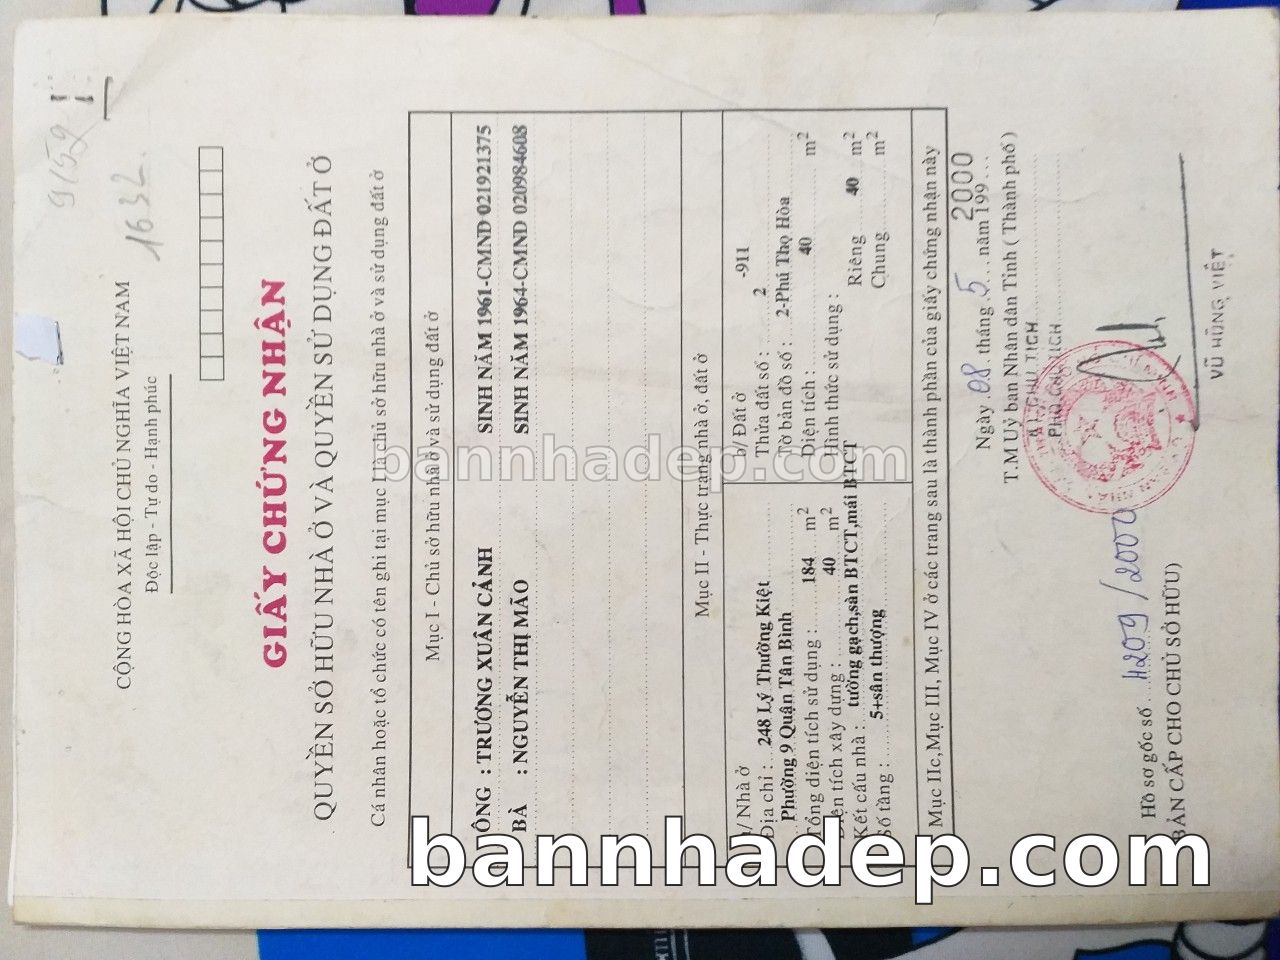 9159
1632.
CỘNG HÒA XÃ HỘI CHỦ NGHĨA VIỆT NAM
Độc lập - Tự do - Hạnh phúc
GIẤY CHỨNG NHẬN
QUYỀN SỞ HỮU NHÀ Ở VÀ QUYỀN SỬ DỤNG ĐẤT Ở
Cá nhân hoặc tổ chức có tên ghi tại mục I là chủ sở hữu nhà ở và sử dụng đất ở
Mục I - Chủ sở hữu nhà ở và sử dụng đất ở
ÔNG : TRƯƠNG XUÂN CẢNH SINH NĂM 1961-CMND 021921375
BÀ : NGUYỄN THỊ MÃO SINH NĂM 1964-CMND 020984608
Mục II - Thực trạng nhà ở, đất ở
a/ Nhà ở
Địa chỉ : 248 Lý Thường Kiệt
Phường 9 Quận Tân Bình
Tổng diện tích sử dụng : 184 m2
Diện tích xây dựng : 40 m2
Kết cấu nhà : tường gạch,sàn BTCT,mái BTCT
Số tầng : 5+sân thượng
b/ Đất ở
Thửa đất số : 2 -911
Tờ bản đồ số : 2-Phú Thọ Hòa
Diện tích : 40 m2
Hình thức sử dụng :
Riêng 40 m2
Chung m2
Mục IIc,Mục III, Mục IV ở các trang sau là thành phần của giấy chứng nhận này
2000
Ngày 08 tháng 5 năm 199
T.M Uỷ ban Nhân dân Tỉnh ( Thành phố )
KT CHỦ TỊCH
PHÓ CHỦ TỊCH
VŨ HÙNG VIỆT
Hồ sơ gốc số 4209/2000
BẢN CẤP CHO CHỦ SỞ HỮU)
bannhadep.com
bannhadep.com